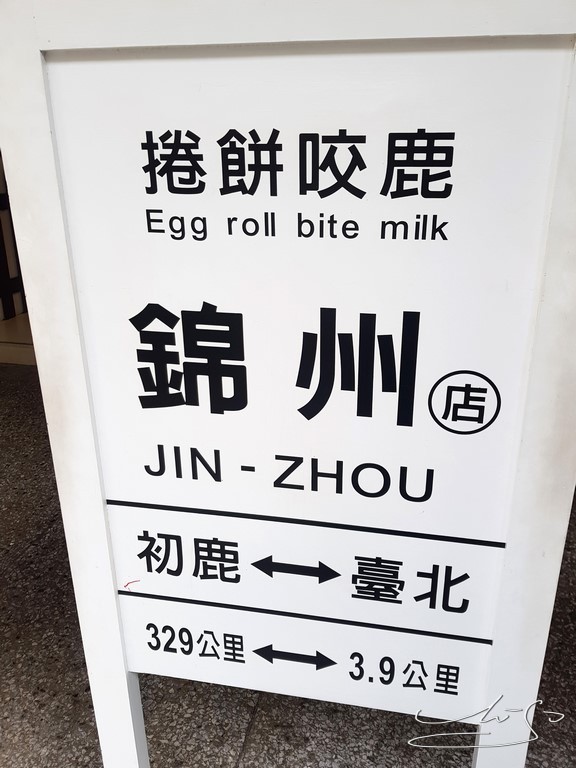 捲餅咬鹿
Egg roll bite milk
錦州店
JIN - ZHOU
初鹿 ↔ 臺北
329公里 ↔ 3.9公里